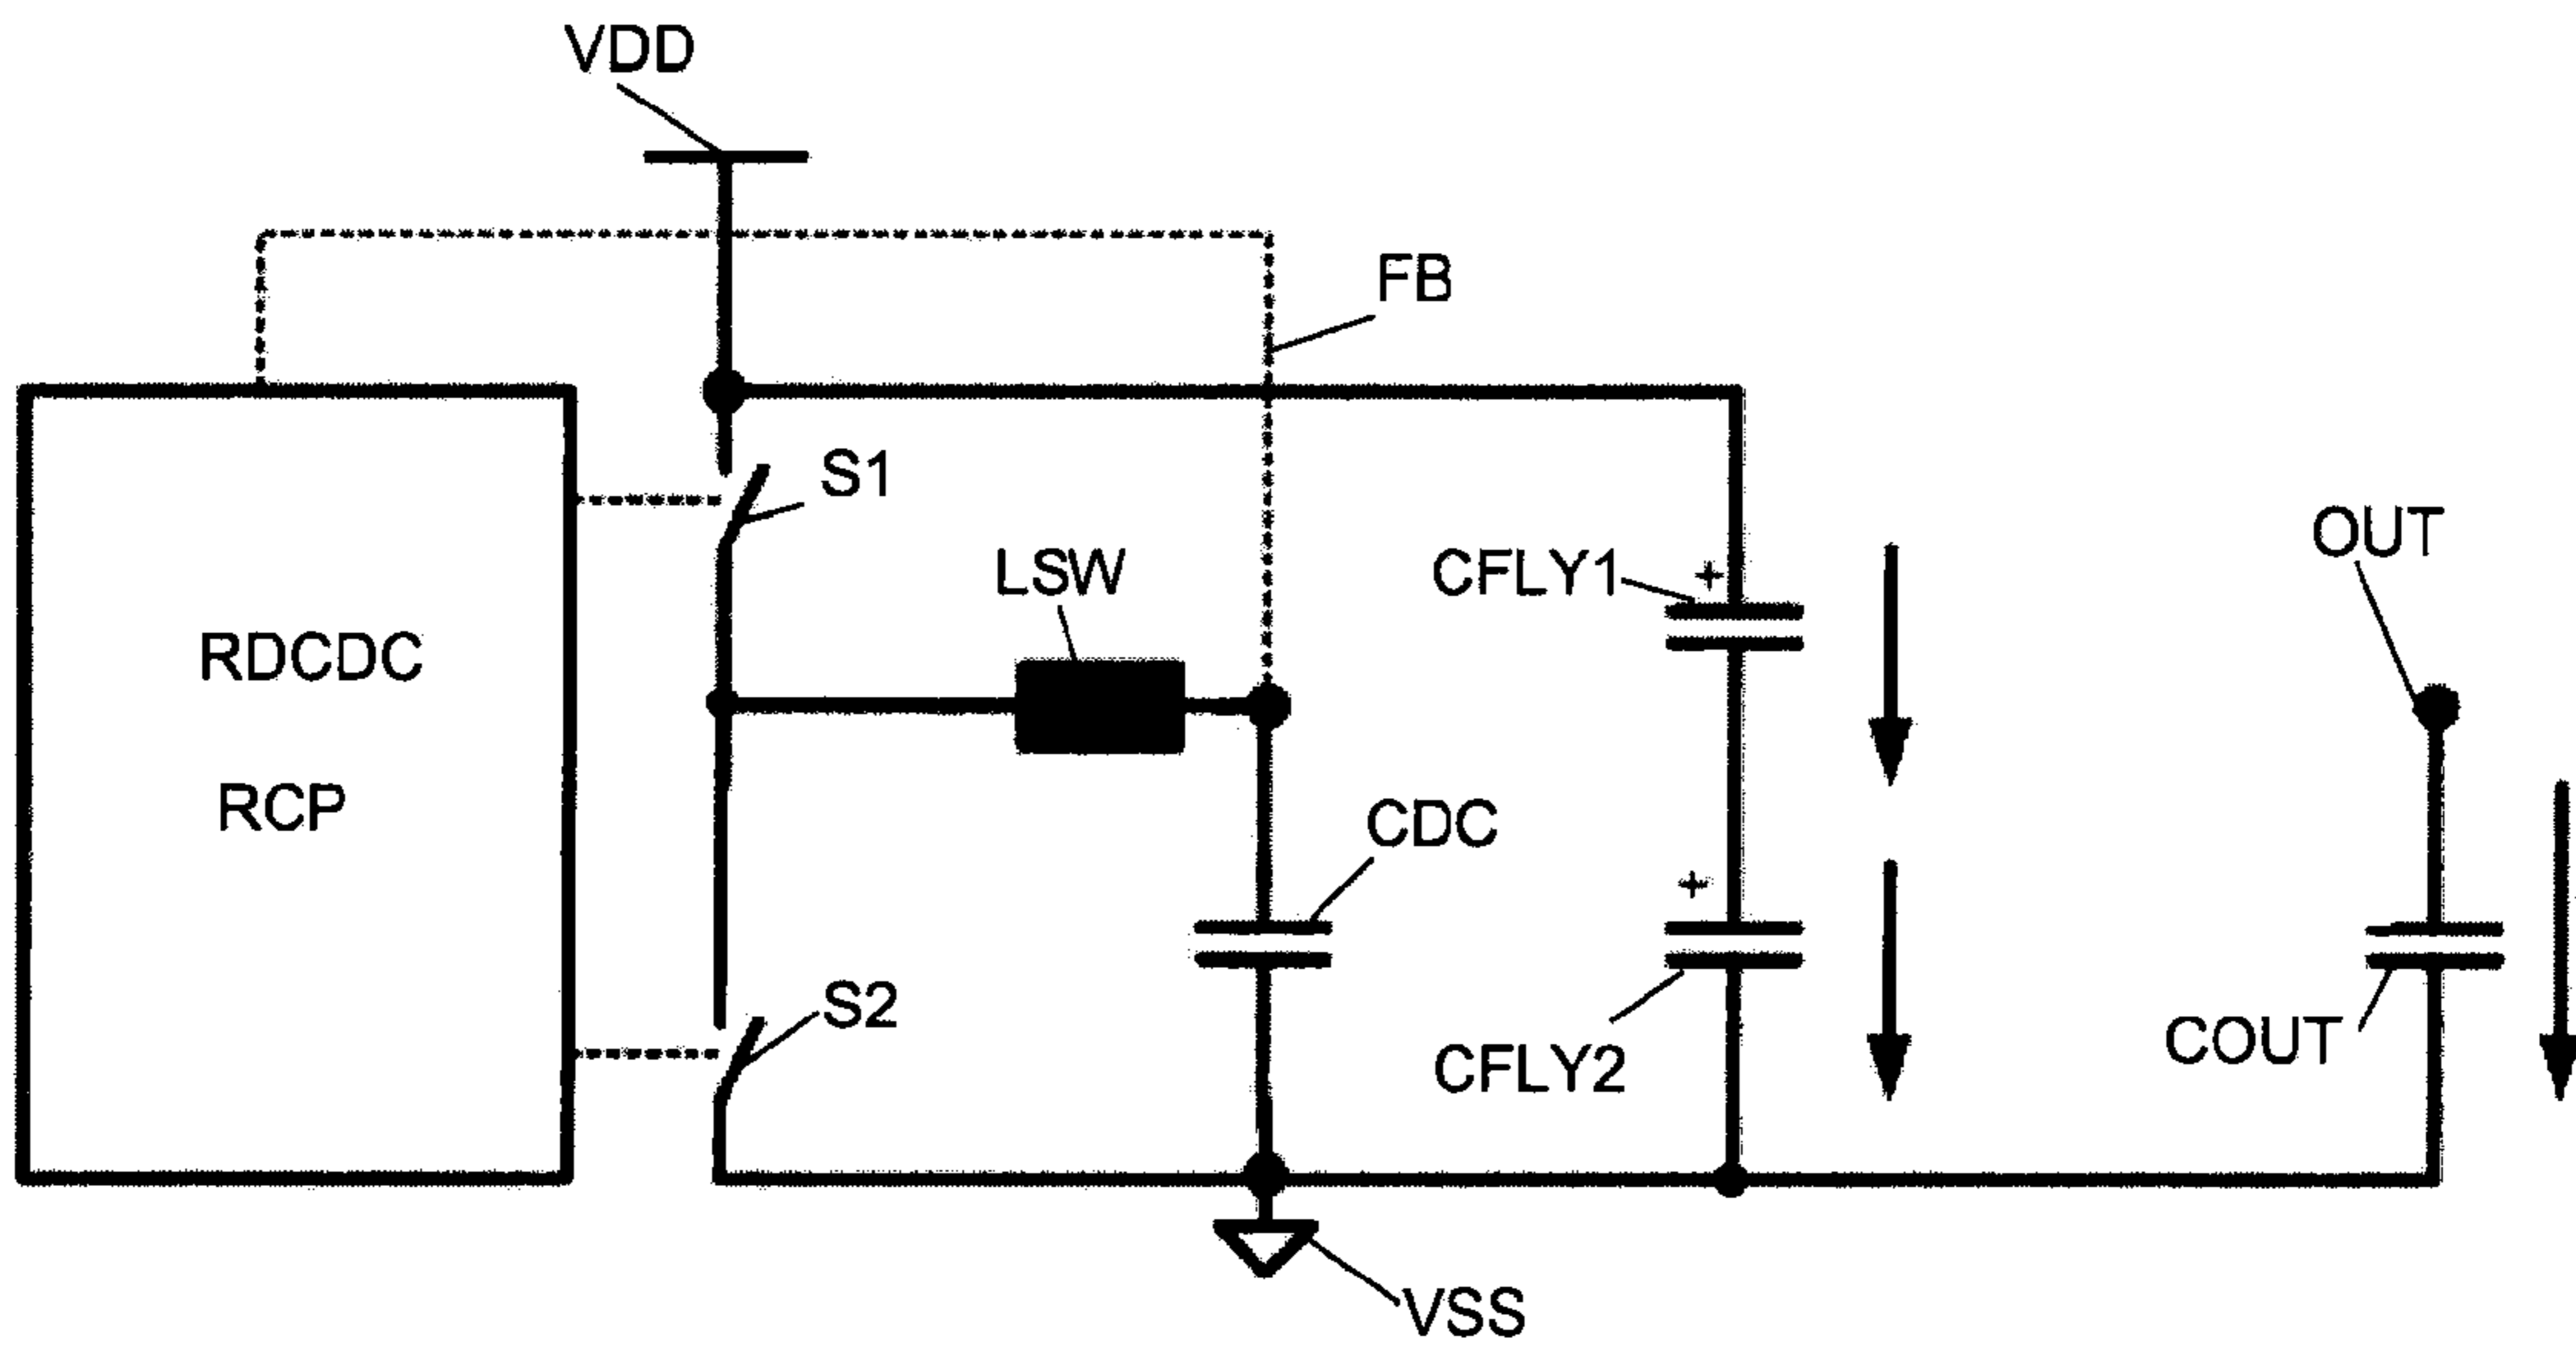 VDD
FB
S1
OUT
LSW
CFLY1
+
RDCDC
RCP
CDC
+
S2
COUT
CFLY2
VSS